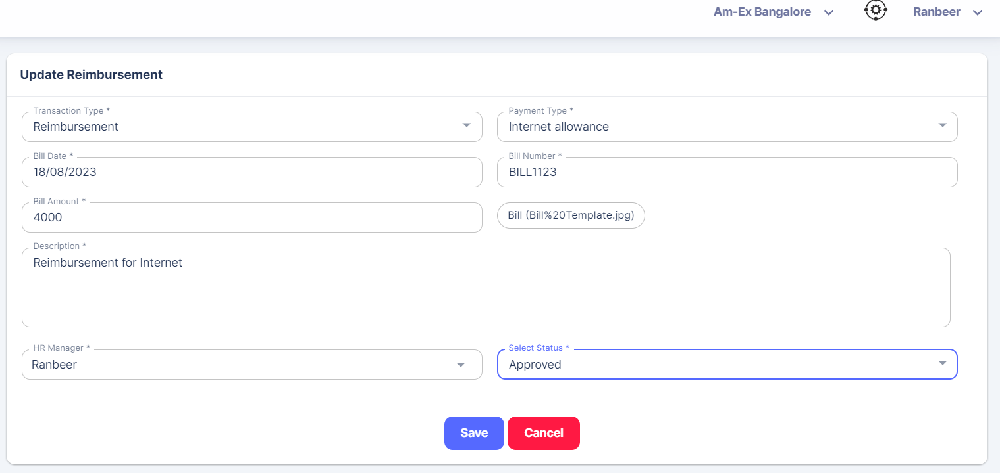 Am-Ex Bangalore Ranbeer
Update Reimbursement
Transaction Type * Payment Type *
Reimbursement Internet allowance
Bill Date * Bill Number *
18/08/2023 BILL1123
Bill Amount *
4000 Bill (Bill%20Template.jpg)
Description *
Reimbursement for Internet
HR Manager * Select Status *
Ranbeer Approved
Save Cancel